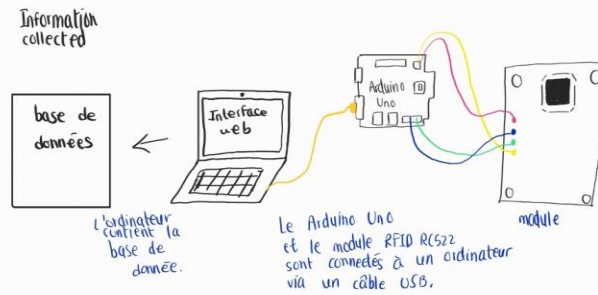 Information
collected
base de
données
Interface
web
Arduino
Uno
module
L'ordinateur
contient la
base de
donnée.
Le Arduino Uno
et le module RFID RC522
sont connectés à un ordinateur
via un câble USB.